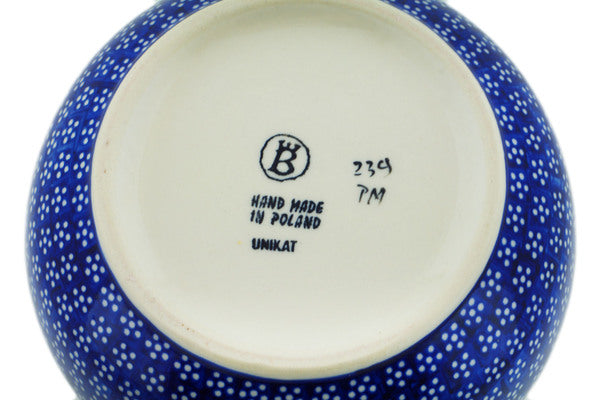 B
239
PM
HAND MADE
IN POLAND
UNIKAT